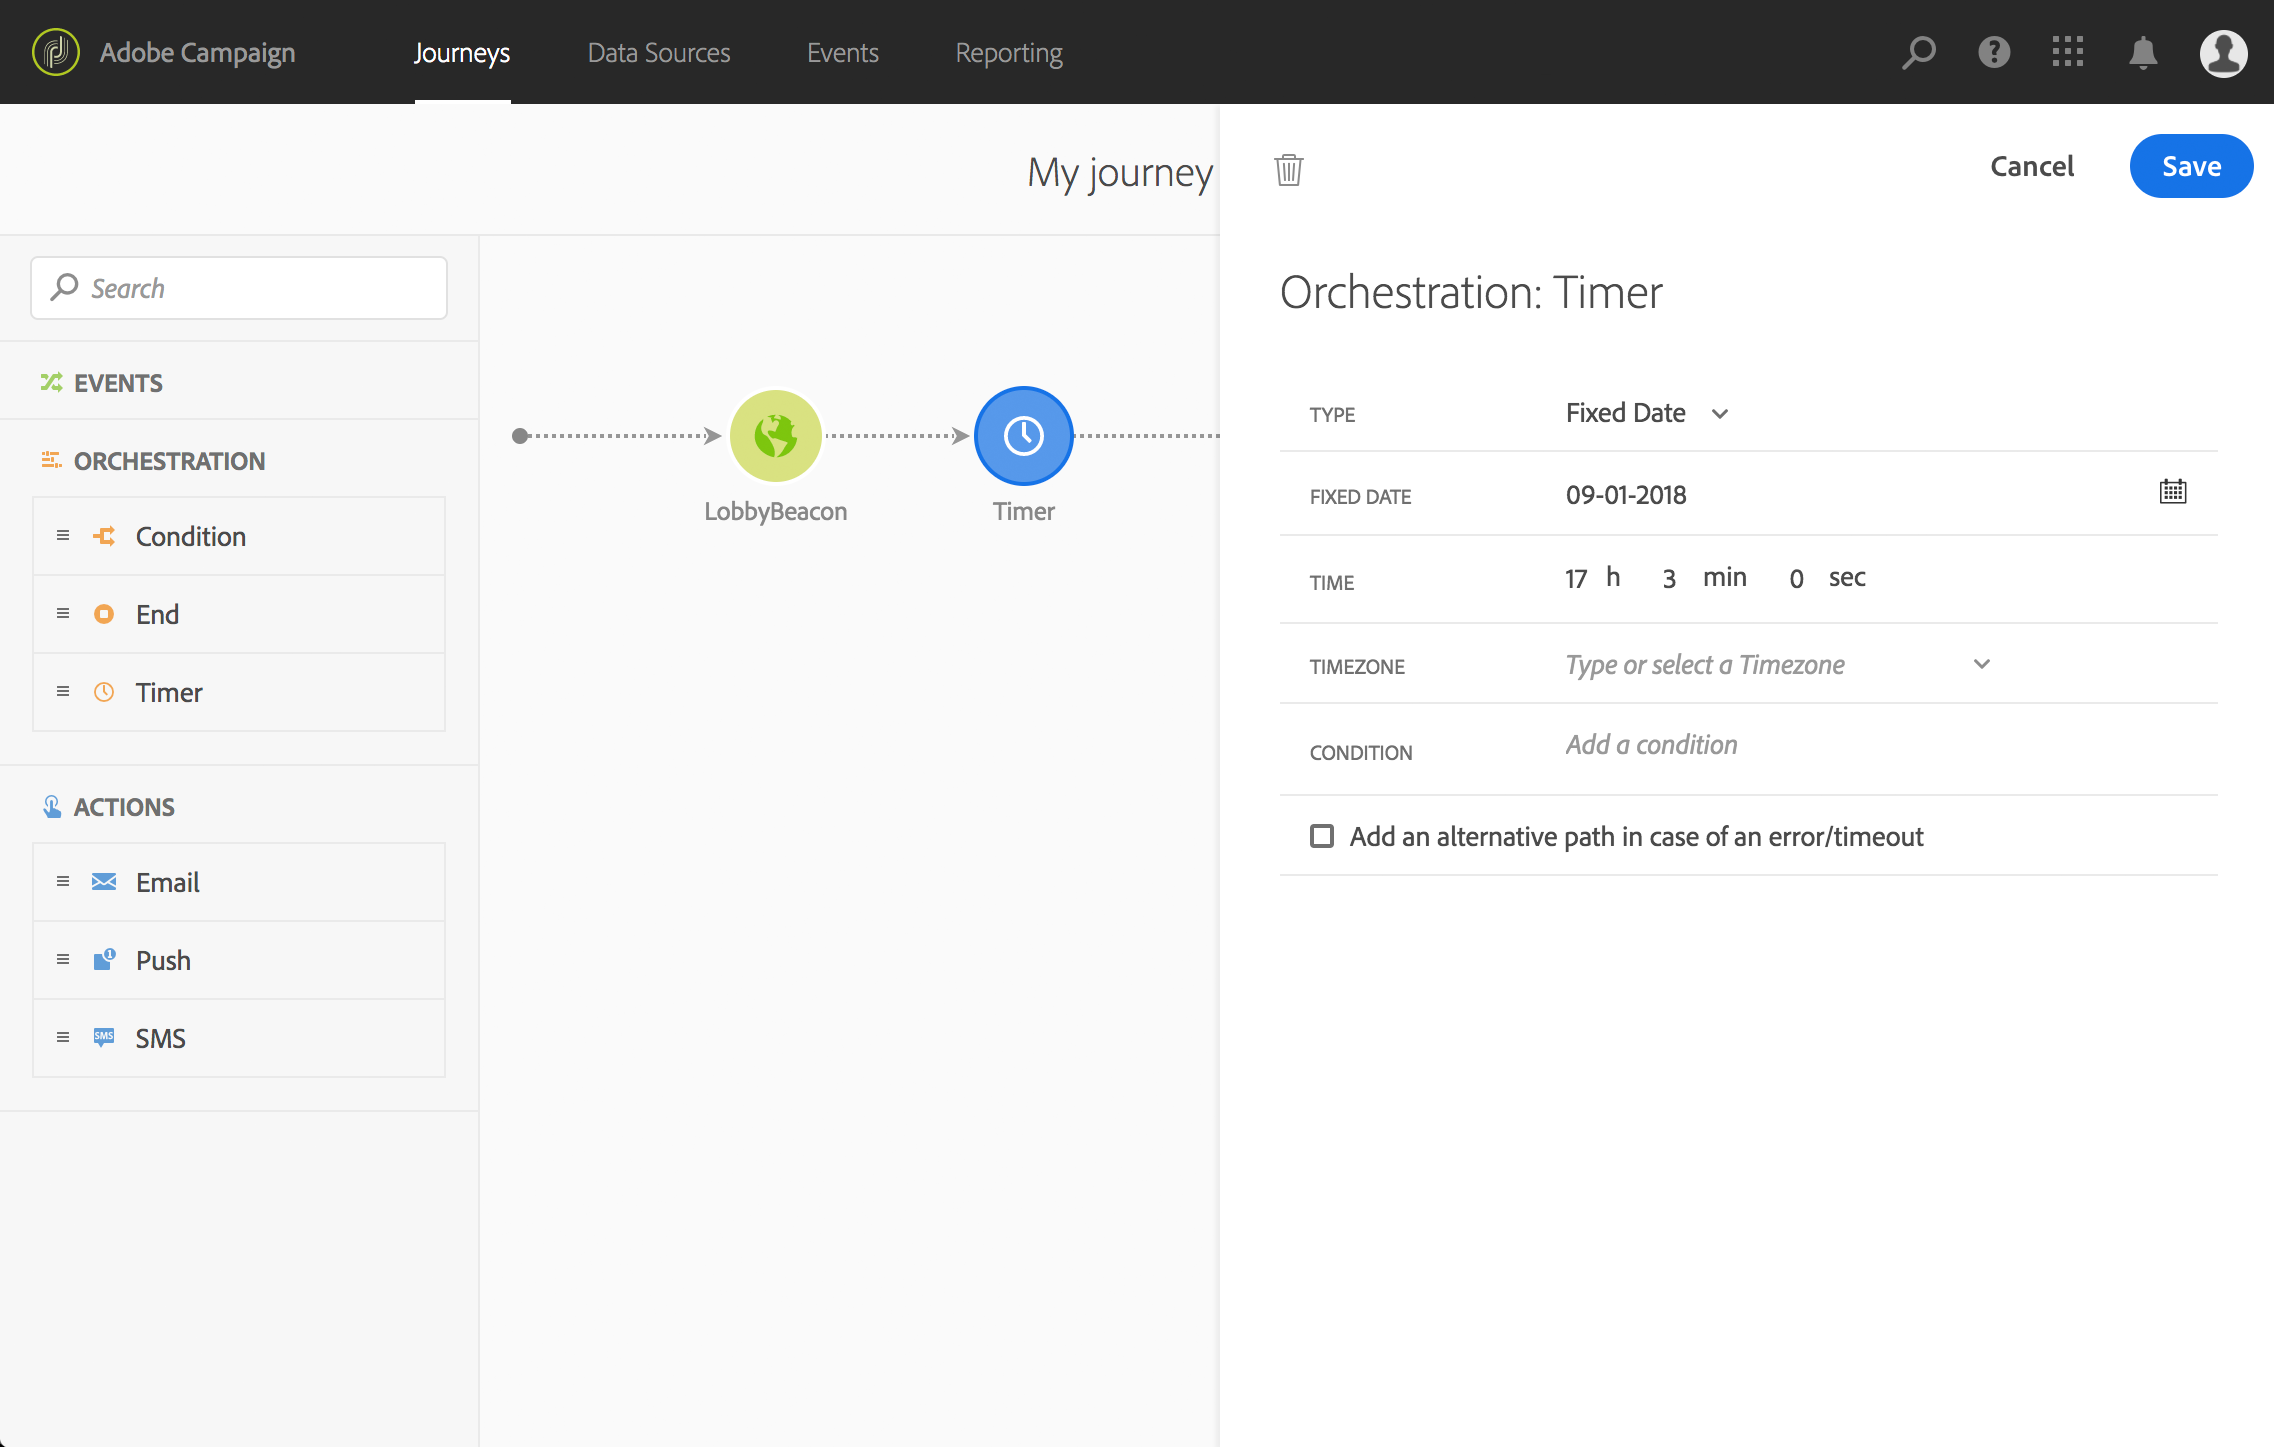 Adobe Campaign Journeys Data Sources Events Reporting
My journey
Cancel Save
Search
EVENTS
ORCHESTRATION
Condition
End
Timer
ACTIONS
Email
1
Push
SMS
SMS
LobbyBeacon
Timer
Orchestration: Timer
TYPE Fixed Date
FIXED DATE 09-01-2018
TIME 17 h 3 min 0 sec
TIMEZONE Type or select a Timezone
CONDITION Add a condition
Add an alternative path in case of an error/timeout